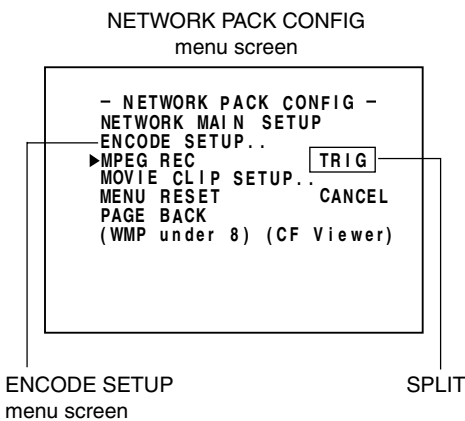 NETWORK PACK CONFIG
menu screen
– NETWORK PACK CONFIG –
NETWORK MAIN SETUP
ENCODE SETUP..
▶MPEG REC TRIG
MOVIE CLIP SETUP..
MENU RESET CANCEL
PAGE BACK
(WMP under 8) (CF Viewer)
ENCODE SETUP
menu screen
SPLIT